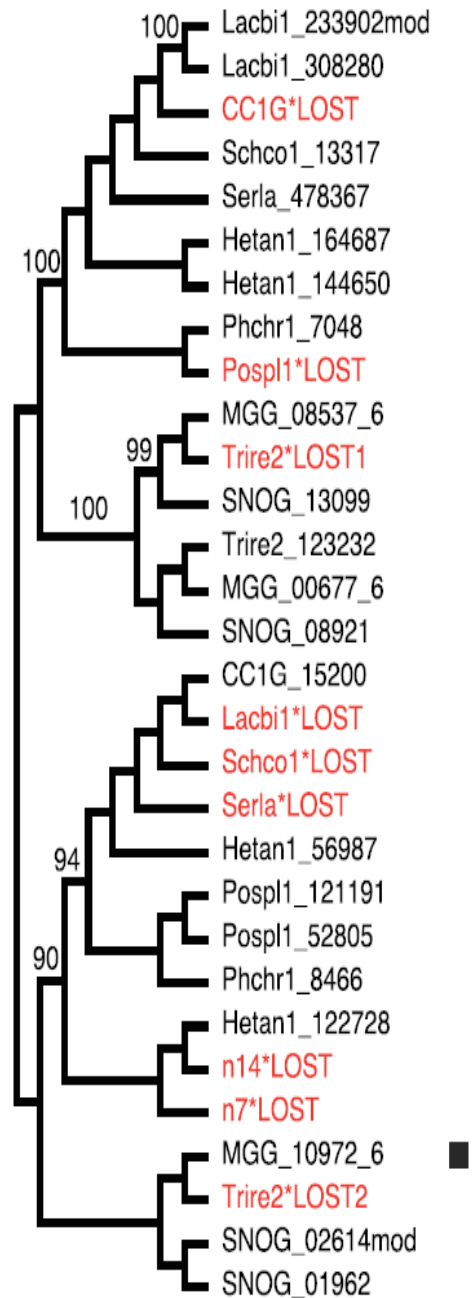 100
Lacbi1_233902mod
Lacbi1_308280
CC1G*LOST
Schco1_13317
Serla_478367
Hetan1_164687
100
Hetan1_144650
Phchr1_7048
Pospl1*LOST
MGG_08537_6
99
Trire2*LOST1
100
SNOG_13099
Trire2_123232
MGG_00677_6
SNOG_08921
CC1G_15200
Lacbi1*LOST
Schco1*LOST
Serla*LOST
94
Hetan1_56987
Pospl1_121191
Pospl1_52805
90
Phchr1_8466
Hetan1_122728
n14*LOST
n7*LOST
MGG_10972_6
Trire2*LOST2
SNOG_02614mod
SNOG_01962